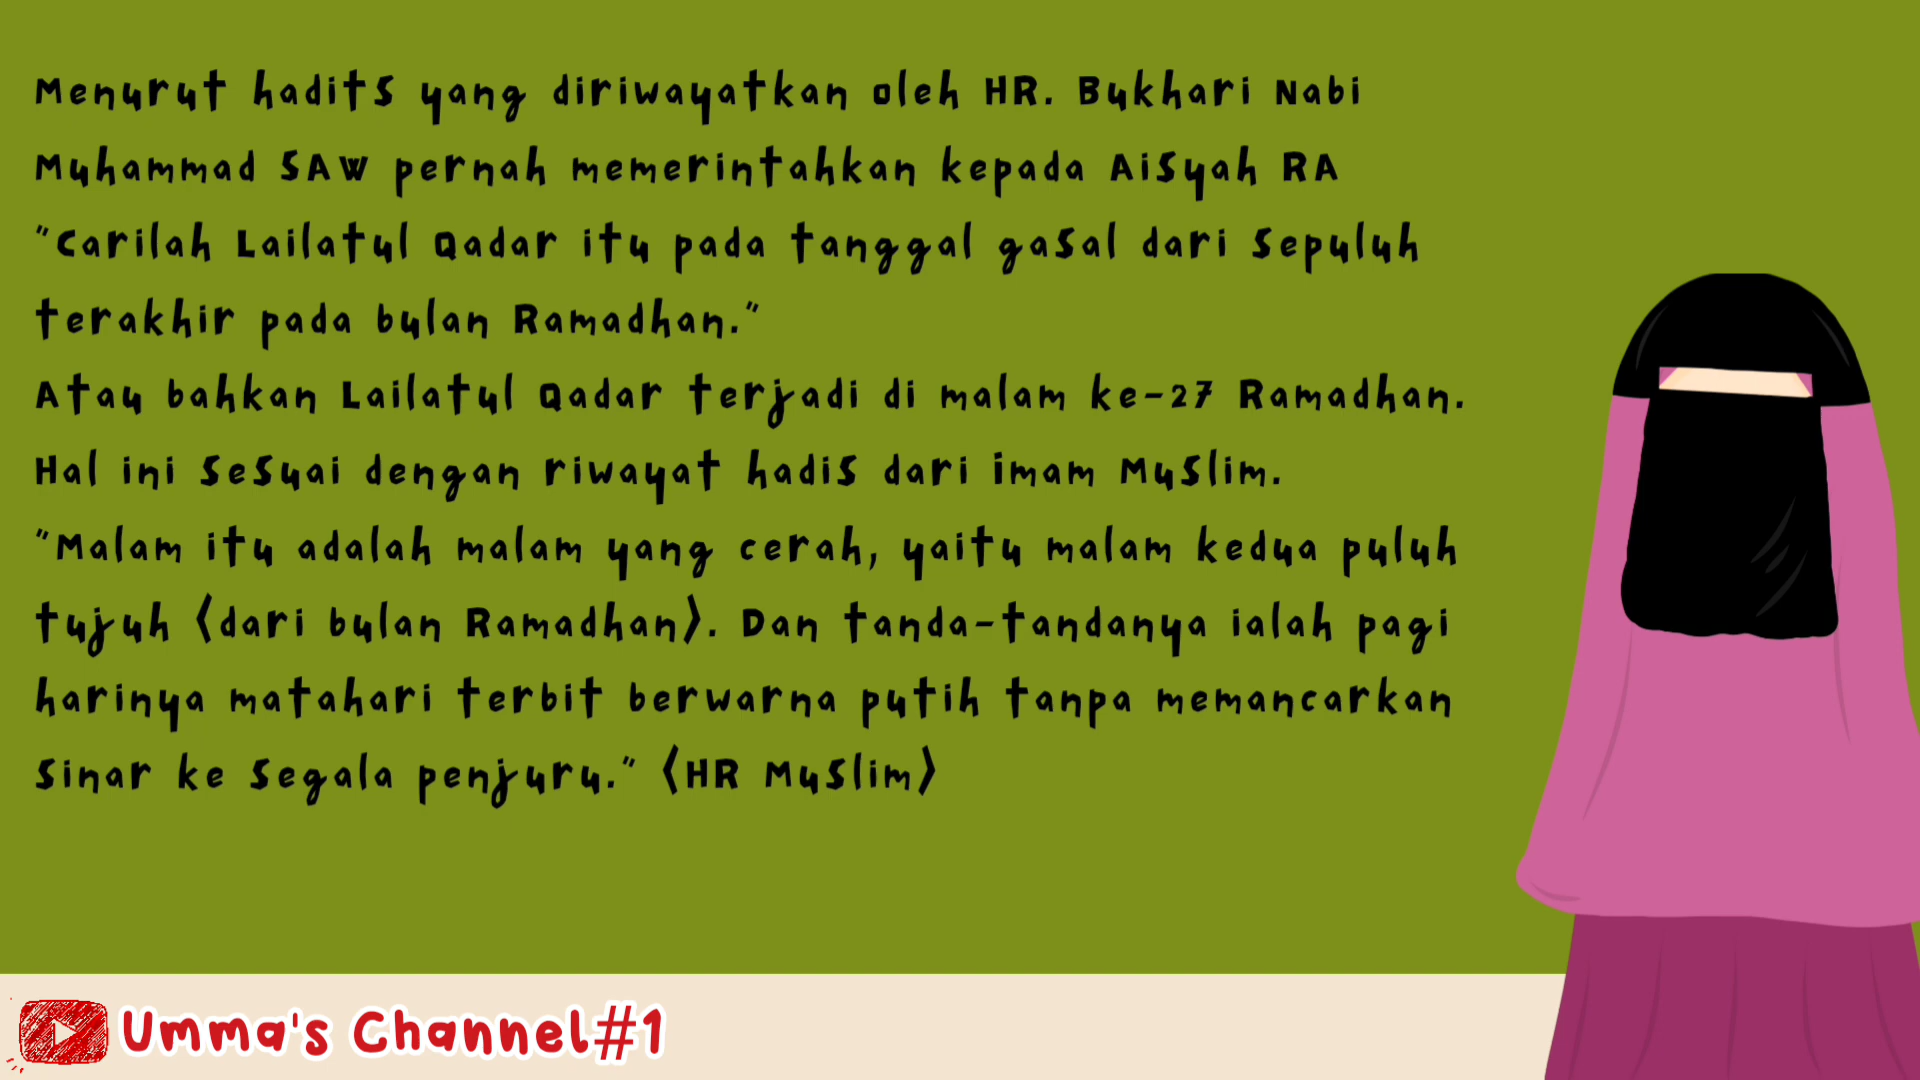 Menurut hadits yang diriwayatkan oleh HR. Bukhari Nabi
Muhammad SAW pernah memerintahkan kepada Aisyah RA
"Carilah Lailatul Qadar itu pada tanggal gasal dari sepuluh
terakhir pada bulan Ramadhan."
Atau bahkan Lailatul Qadar terjadi di malam ke-27 Ramadhan.
Hal ini sesuai dengan riwayat hadis dari Imam Muslim.
"Malam itu adalah malam yang cerah, yaitu malam kedua puluh
tujuh (dari bulan Ramadhan). Dan tanda-tandanya ialah pagi
harinya matahari terbit berwarna putih tanpa memancarkan
sinar ke segala penjuru." (HR Muslim)
Umma's Channel#1